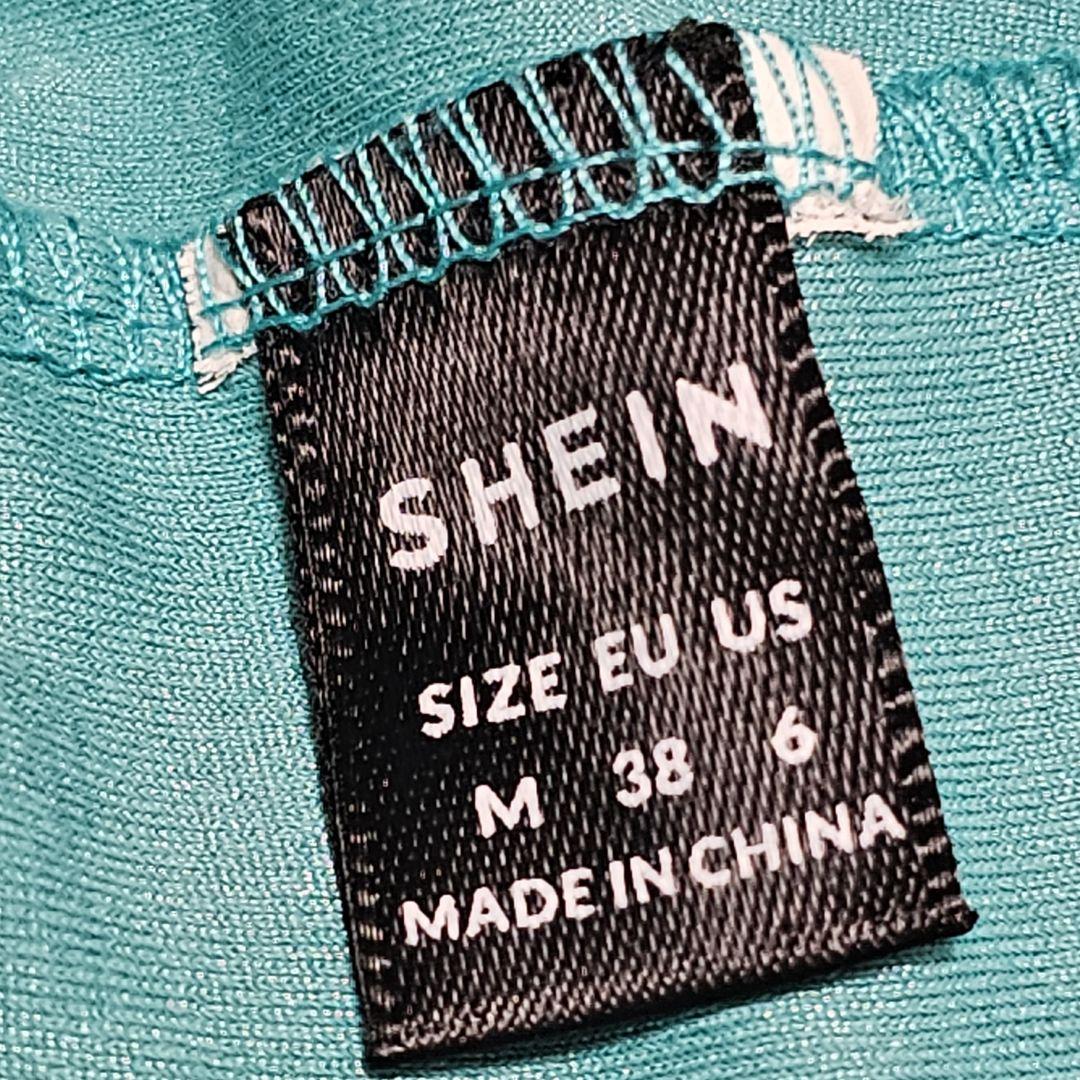 SHEIN
SIZE EU US
M 38 6
MADE IN CHINA